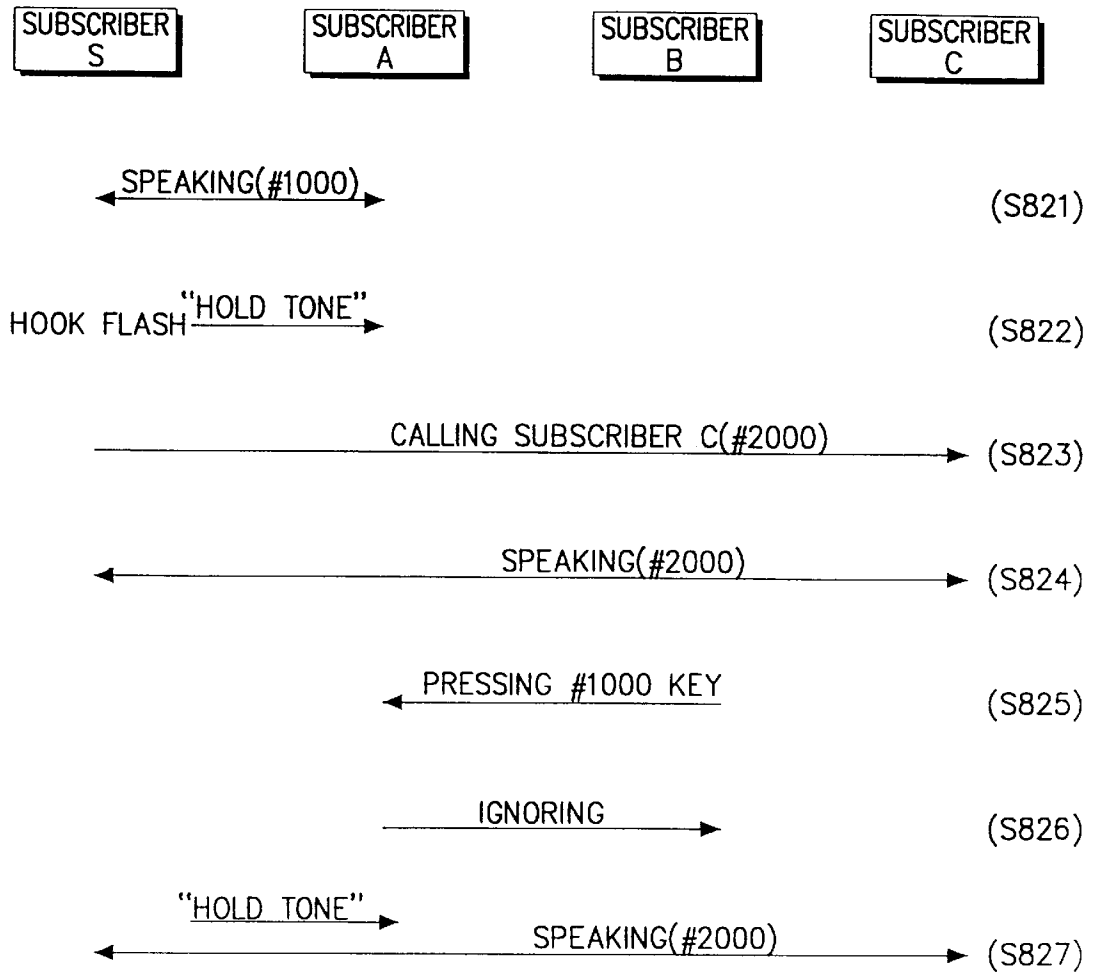 SUBSCRIBER
S
SUBSCRIBER
A
SUBSCRIBER
B
SUBSCRIBER
C
SPEAKING(#1000)
(S821)
HOOK FLASH
"HOLD TONE"
(S822)
CALLING SUBSCRIBER C(#2000)
(S823)
SPEAKING(#2000)
(S824)
PRESSING #1000 KEY
(S825)
IGNORING
(S826)
"HOLD TONE"
SPEAKING(#2000)
(S827)